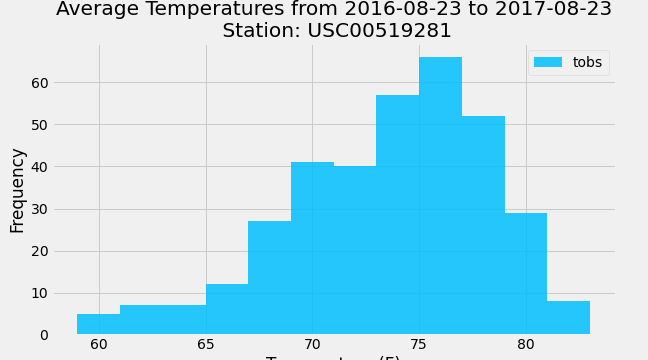 Average Temperatures from 2016-08-23 to 2017-08-23
Station: USC00519281
tobs
Frequency
60
50
40
30
20
10
0
60 65 70 75 80
Temperature (F)